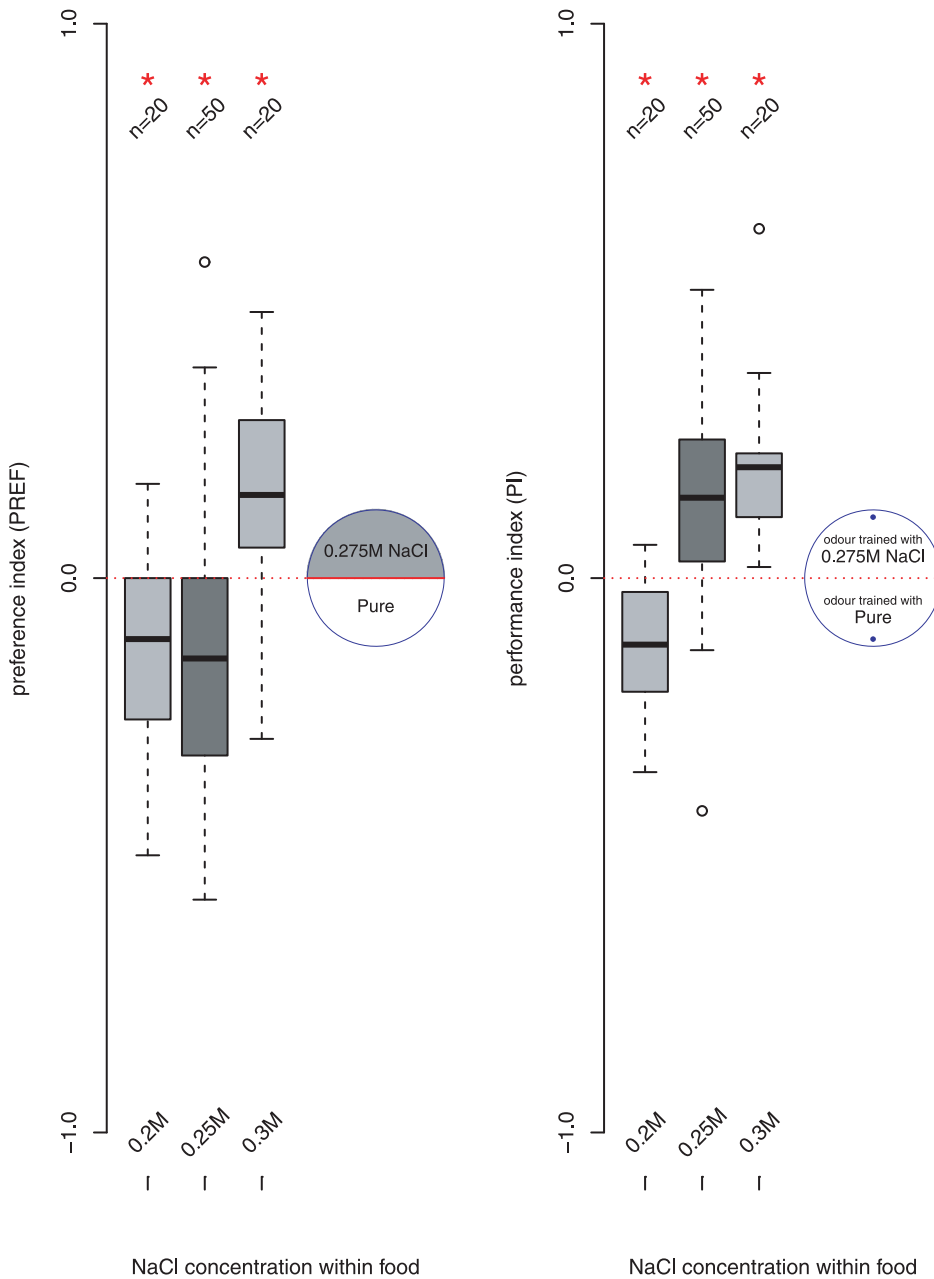 1.0
* * *
n=20 n=50 n=20
preference index (PREF)
0.0
0.275M NaCl
Pure
−1.0
0.2M 0.25M 0.3M
NaCl concentration within food
1.0
* * *
n=20 n=50 n=20
performance index (PI)
0.0
odour trained with
0.275M NaCl
odour trained with
Pure
−1.0
0.2M 0.25M 0.3M
NaCl concentration within food